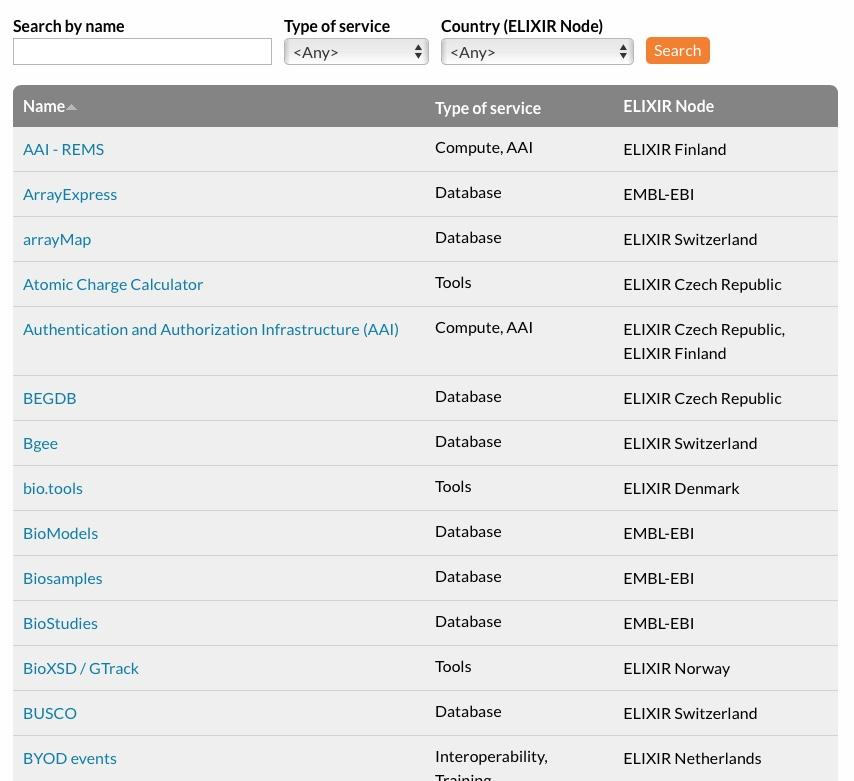 Search by name Type of service Country (ELIXIR Node)
<Any> <Any> Search
Name Type of service ELIXIR Node
AAI - REMS Compute, AAI ELIXIR Finland
ArrayExpress Database EMBL-EBI
arrayMap Database ELIXIR Switzerland
Atomic Charge Calculator Tools ELIXIR Czech Republic
Authentication and Authorization Infrastructure (AAI) Compute, AAI ELIXIR Czech Republic,
ELIXIR Finland
BEGDB Database ELIXIR Czech Republic
Bgee Database ELIXIR Switzerland
bio.tools Tools ELIXIR Denmark
BioModels Database EMBL-EBI
Biosamples Database EMBL-EBI
BioStudies Database EMBL-EBI
BioXSD / GTrack Tools ELIXIR Norway
BUSCO Database ELIXIR Switzerland
BYOD events Interoperability, ELIXIR Netherlands
Training